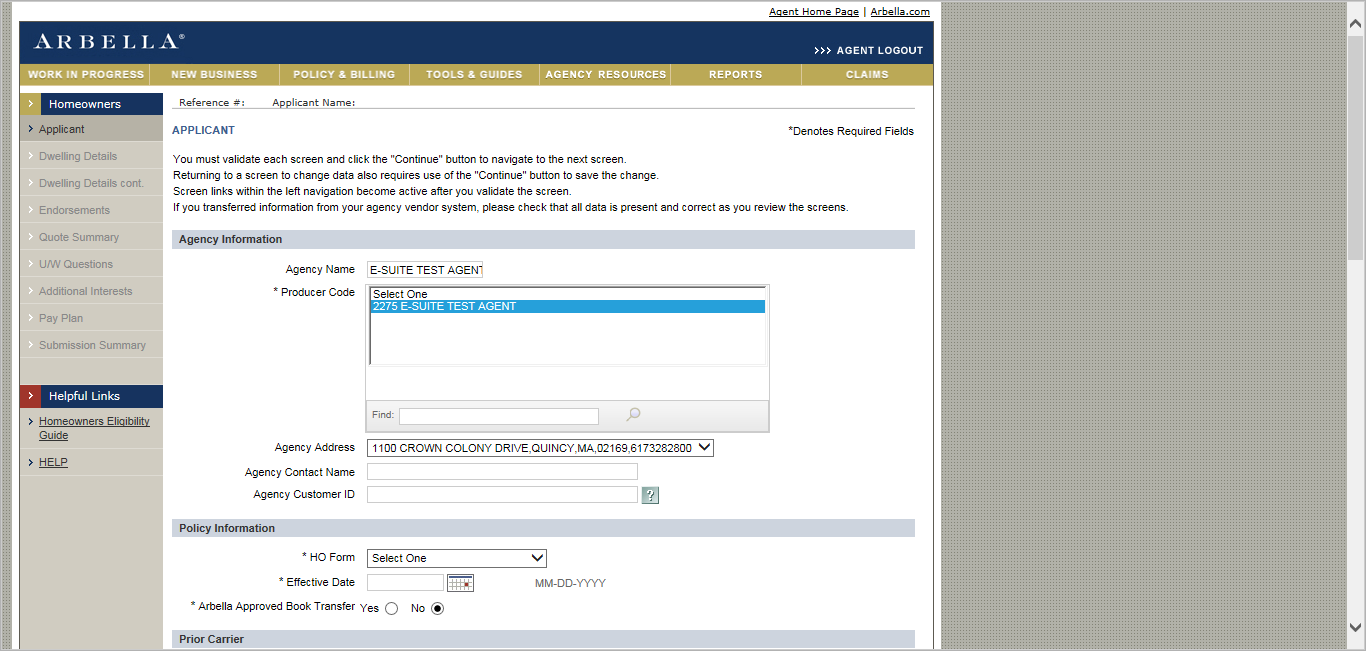 Agent Home Page | Arbella.com
ARBELLA®
>>> AGENT LOGOUT
WORK IN PROGRESS NEW BUSINESS POLICY & BILLING TOOLS & GUIDES AGENCY RESOURCES REPORTS CLAIMS
Homeowners
Applicant
Dwelling Details
Dwelling Details cont.
Endorsements
Quote Summary
U/W Questions
Additional Interests
Pay Plan
Submission Summary
Helpful Links
Homeowners Eligibility
Guide
HELP
Reference #: Applicant Name:
APPLICANT
*Denotes Required Fields
You must validate each screen and click the "Continue" button to navigate to the next screen.
Returning to a screen to change data also requires use of the "Continue" button to save the change.
Screen links within the left navigation become active after you validate the screen.
If you transferred information from your agency vendor system, please check that all data is present and correct as you review the screens.
Agency Information
Agency Name E-SUITE TEST AGENT
* Producer Code
Select One
2275 E-SUITE TEST AGENT
Find:
Agency Address 1100 CROWN COLONY DRIVE,QUINCY,MA,02169,6173282800
Agency Contact Name
Agency Customer ID ?
Policy Information
* HO Form Select One
* Effective Date MM-DD-YYYY
* Arbella Approved Book Transfer Yes No
Prior Carrier